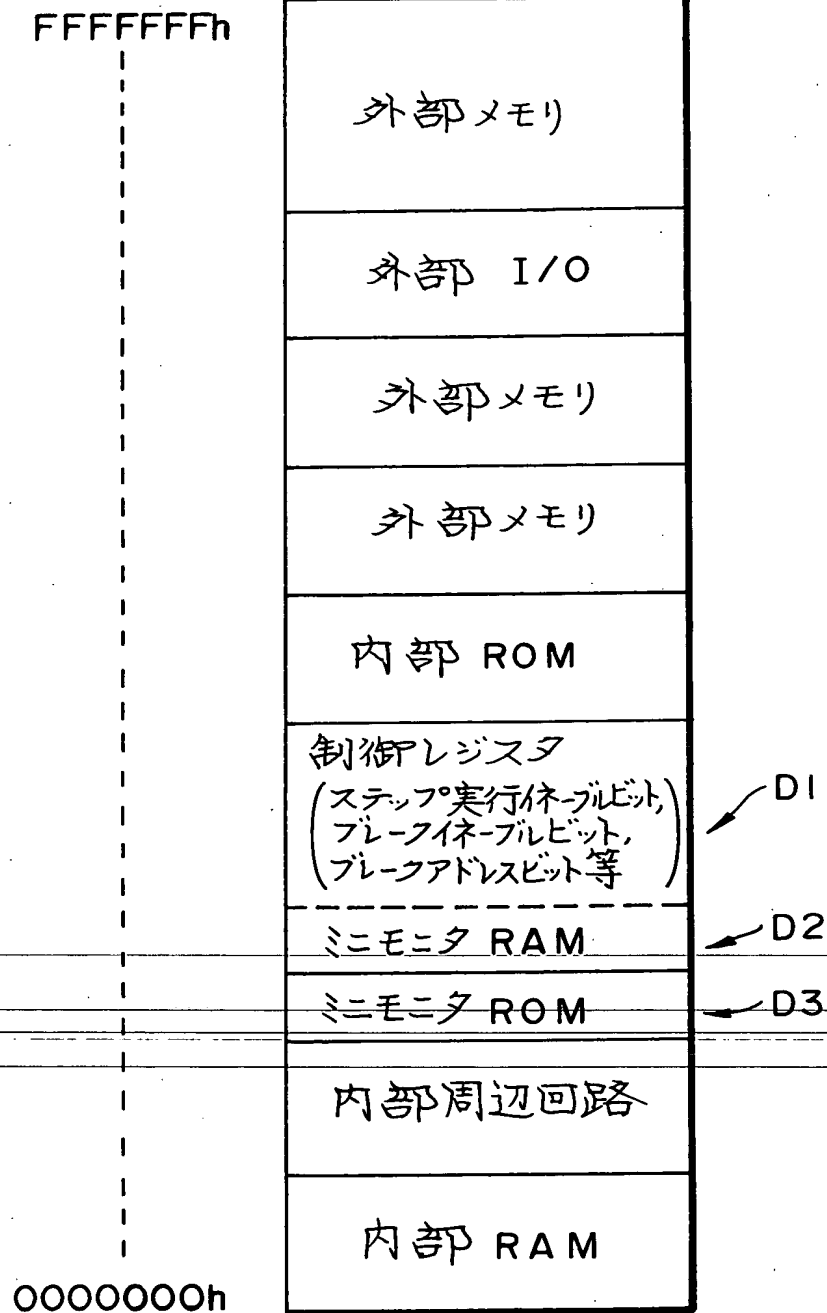 FFFFFFFh
外部メモリ
外部 I/O
外部メモリ
外部メモリ
内部 ROM
制御レジスタ
(ステップ実行イネーブルビット,
ブレークイネーブルビット,
ブレークアドレスビット等)
D1
ミニモニタ RAM
D2
ミニモニタ ROM
D3
内部周辺回路
内部 RAM
0000000h